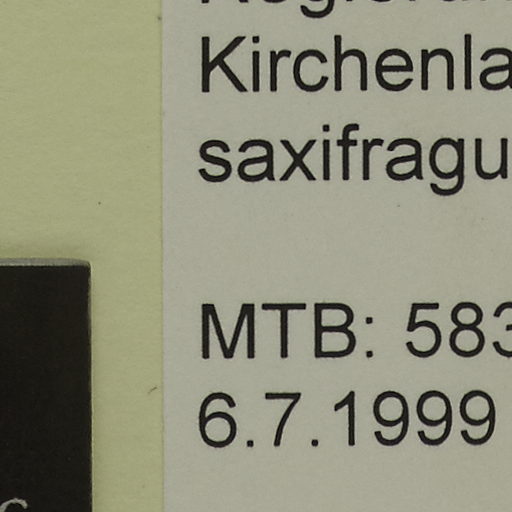 Kirchenla
saxifragu
MTB: 583
6.7.1999